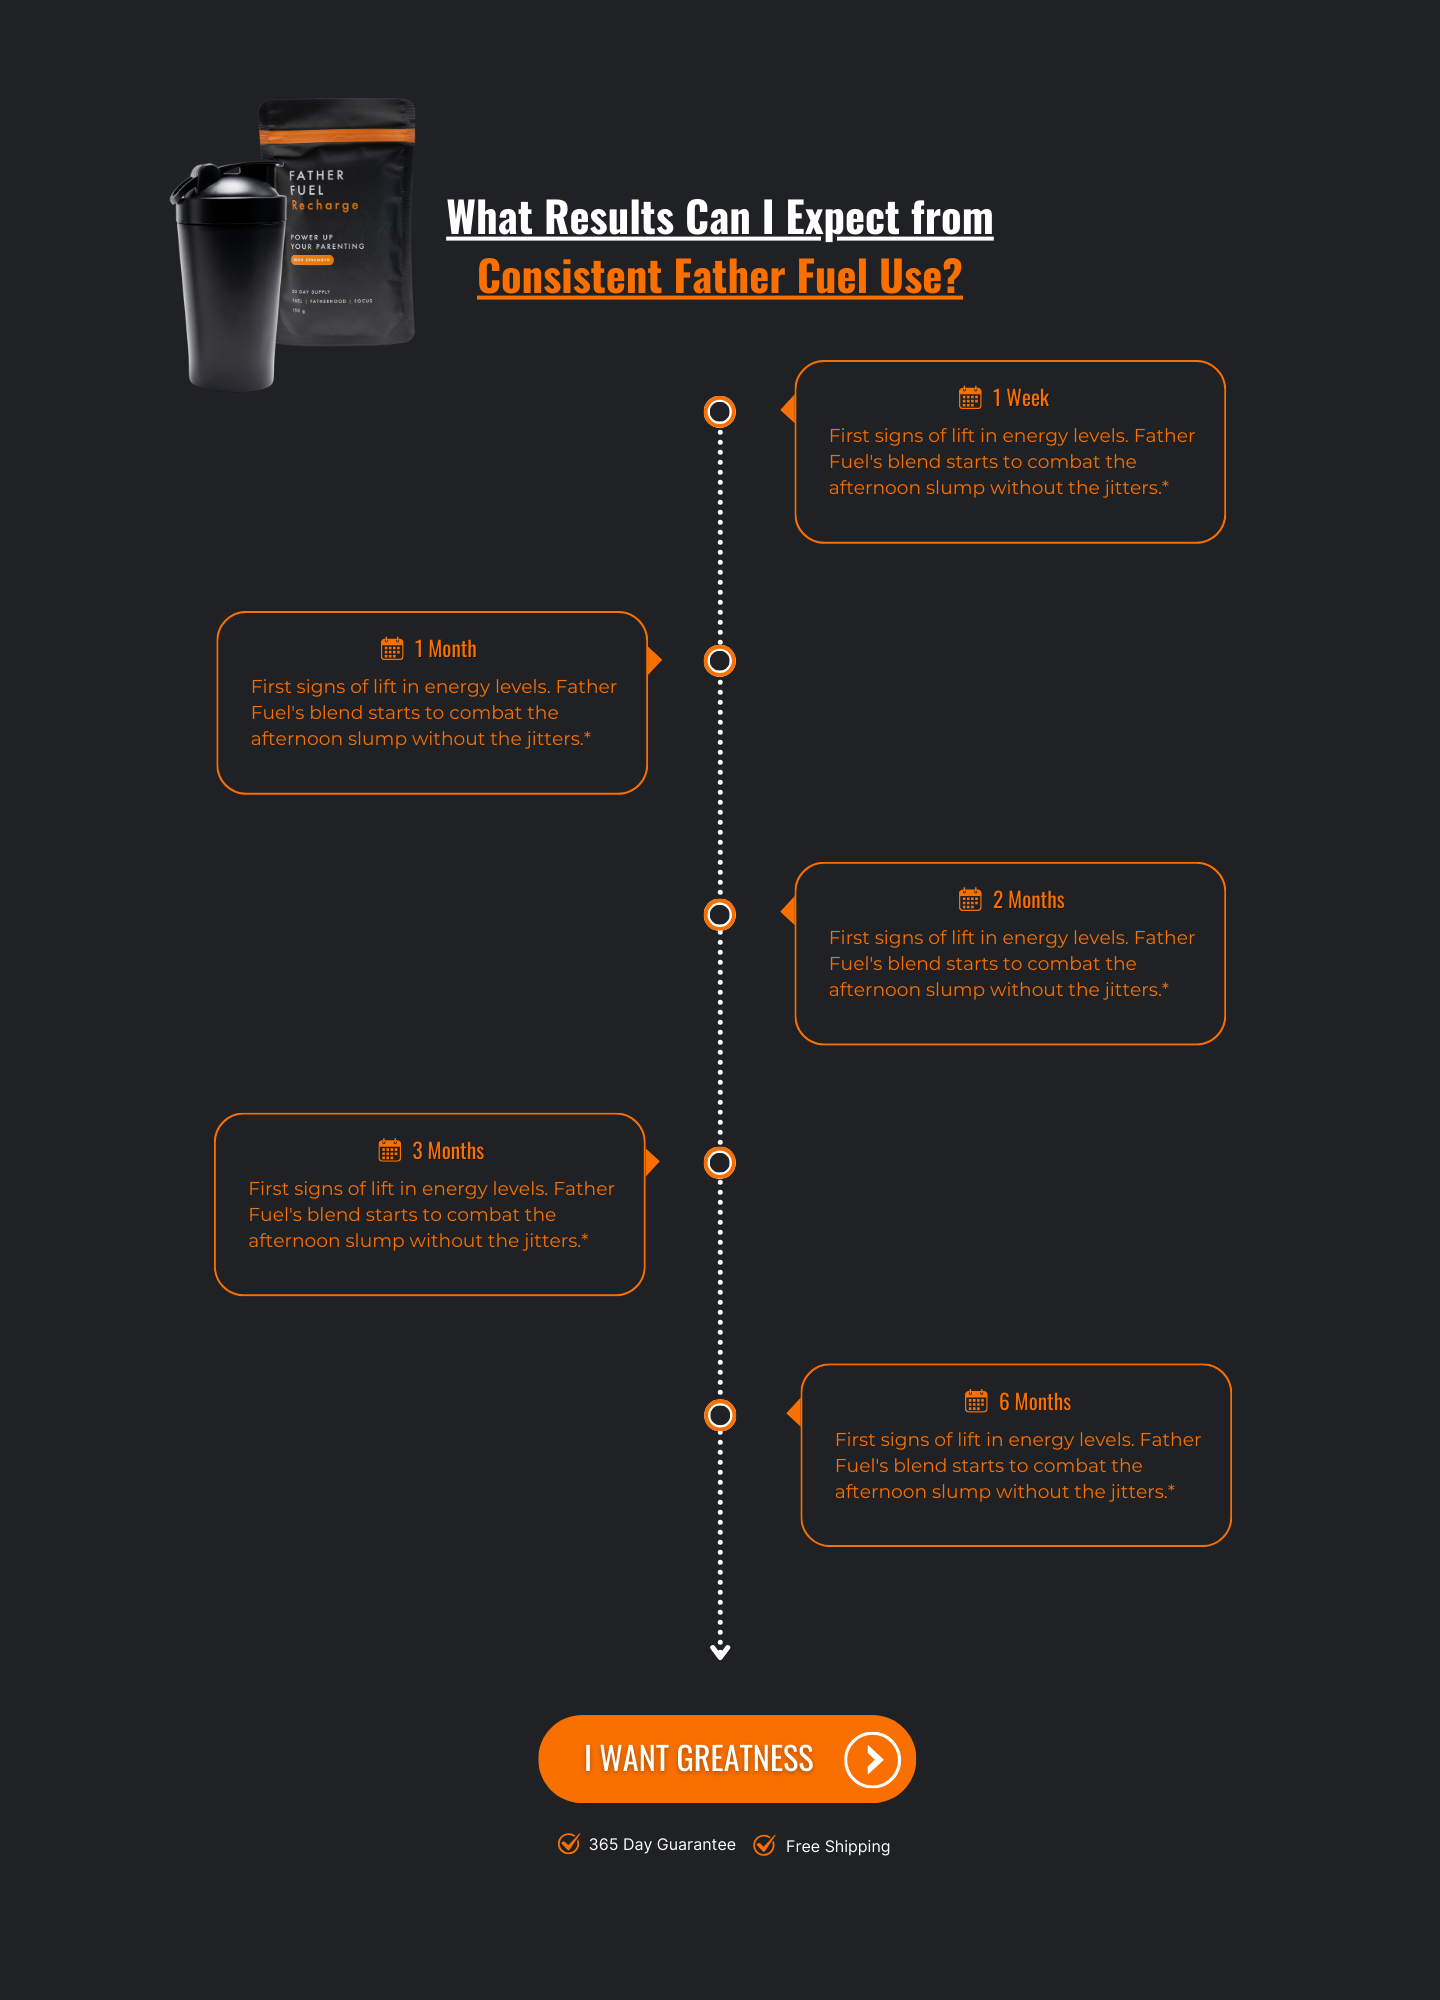 FATHER
FUEL
Recharge
POWER UP
YOUR PARENTING
30 DAY SUPPLY
FUEL | FATHERHOOD | FOCUS
150 g
What Results Can I Expect from
Consistent Father Fuel Use?
1 Week
First signs of lift in energy levels. Father
Fuel's blend starts to combat the
afternoon slump without the jitters.*
1 Month
First signs of lift in energy levels. Father
Fuel's blend starts to combat the
afternoon slump without the jitters.*
2 Months
First signs of lift in energy levels. Father
Fuel's blend starts to combat the
afternoon slump without the jitters.*
3 Months
First signs of lift in energy levels. Father
Fuel's blend starts to combat the
afternoon slump without the jitters.*
6 Months
First signs of lift in energy levels. Father
Fuel's blend starts to combat the
afternoon slump without the jitters.*
I WANT GREATNESS
365 Day Guarantee
Free Shipping